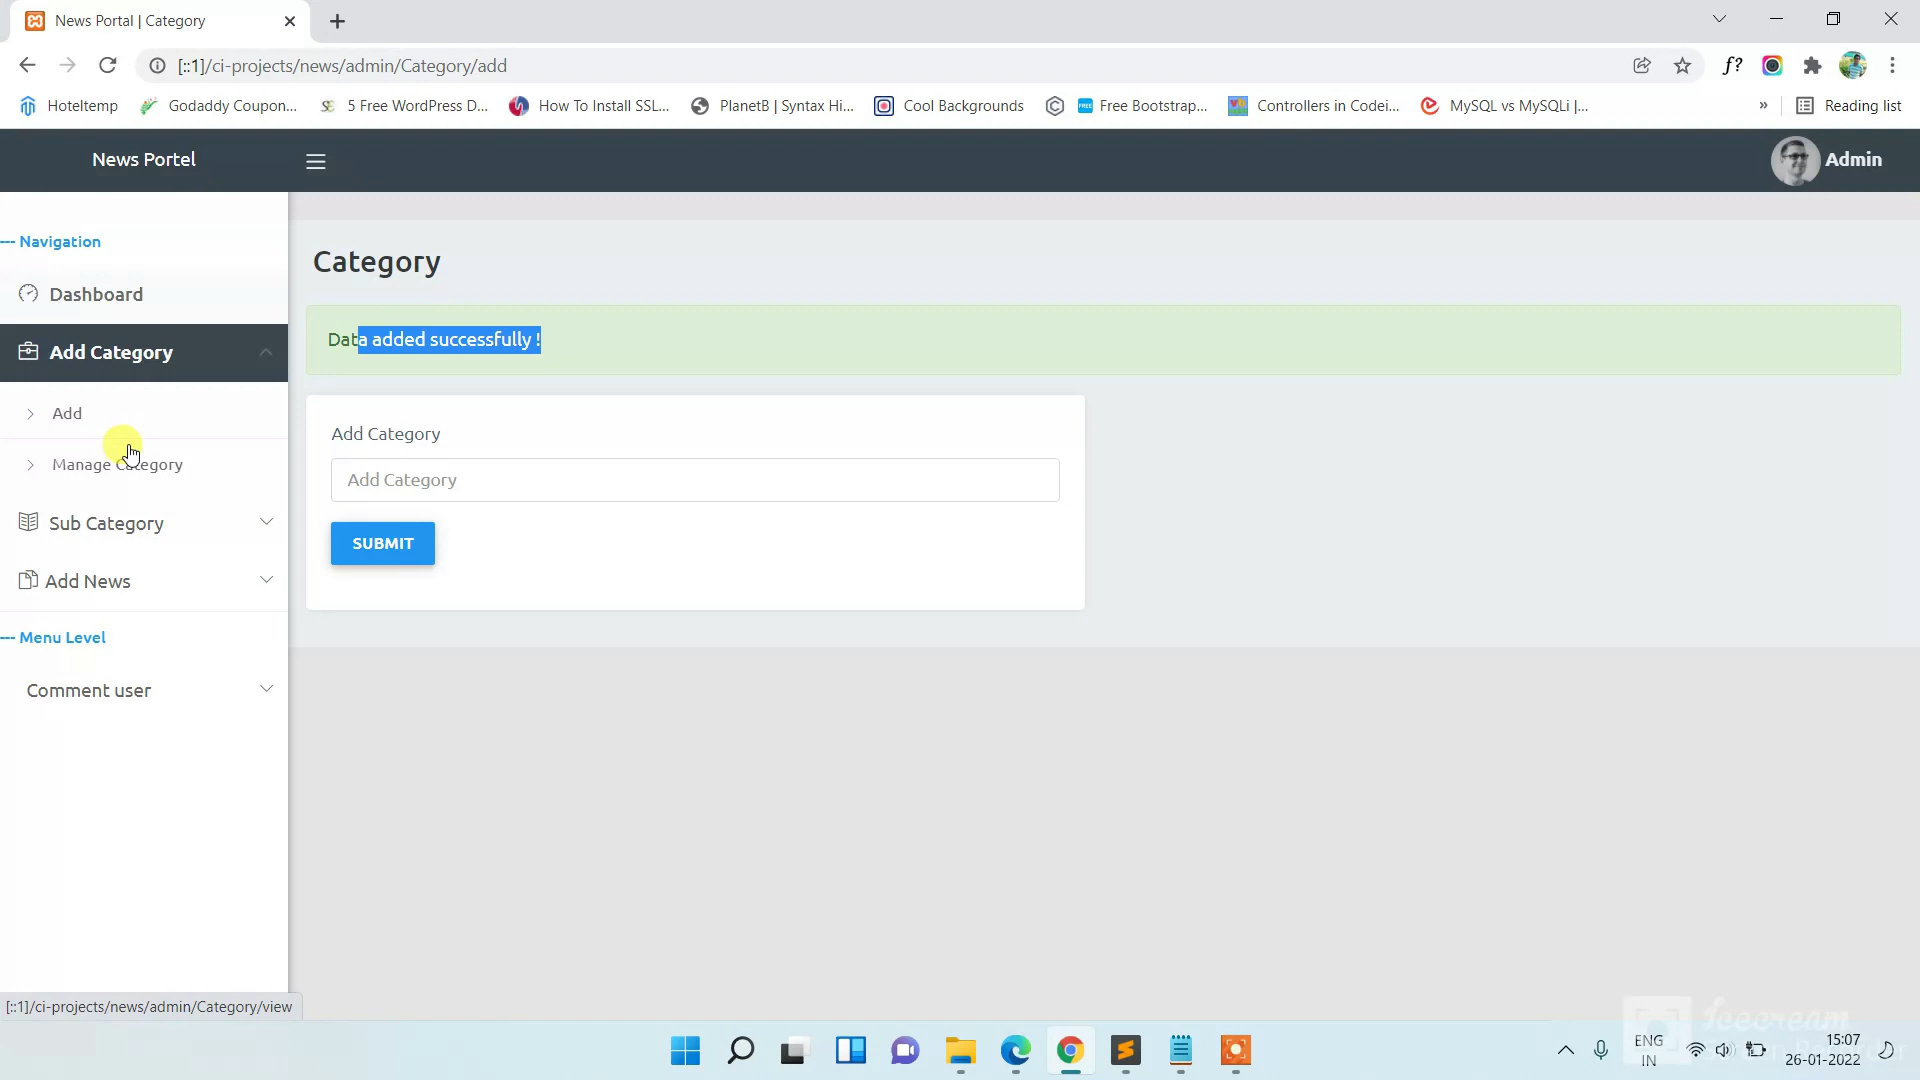 News Portal | Category
[::1]/ci-projects/news/admin/Category/add
f?
Hoteltemp
Godaddy Coupon...
5 Free WordPress D...
How To Install SSL...
PlanetB | Syntax Hi...
Cool Backgrounds
Free Bootstrap...
Controllers in Codei...
MySQL vs MySQLi |...
»
Reading list
News Portel
Admin
--- Navigation
Dashboard
Add Category
Add
Manage Category
Sub Category
Add News
--- Menu Level
Comment user
Category
Data added successfully !
Add Category
Add Category
SUBMIT
[::1]/ci-projects/news/admin/Category/view
Icecream
ENG
IN
15:07
26-01-2022